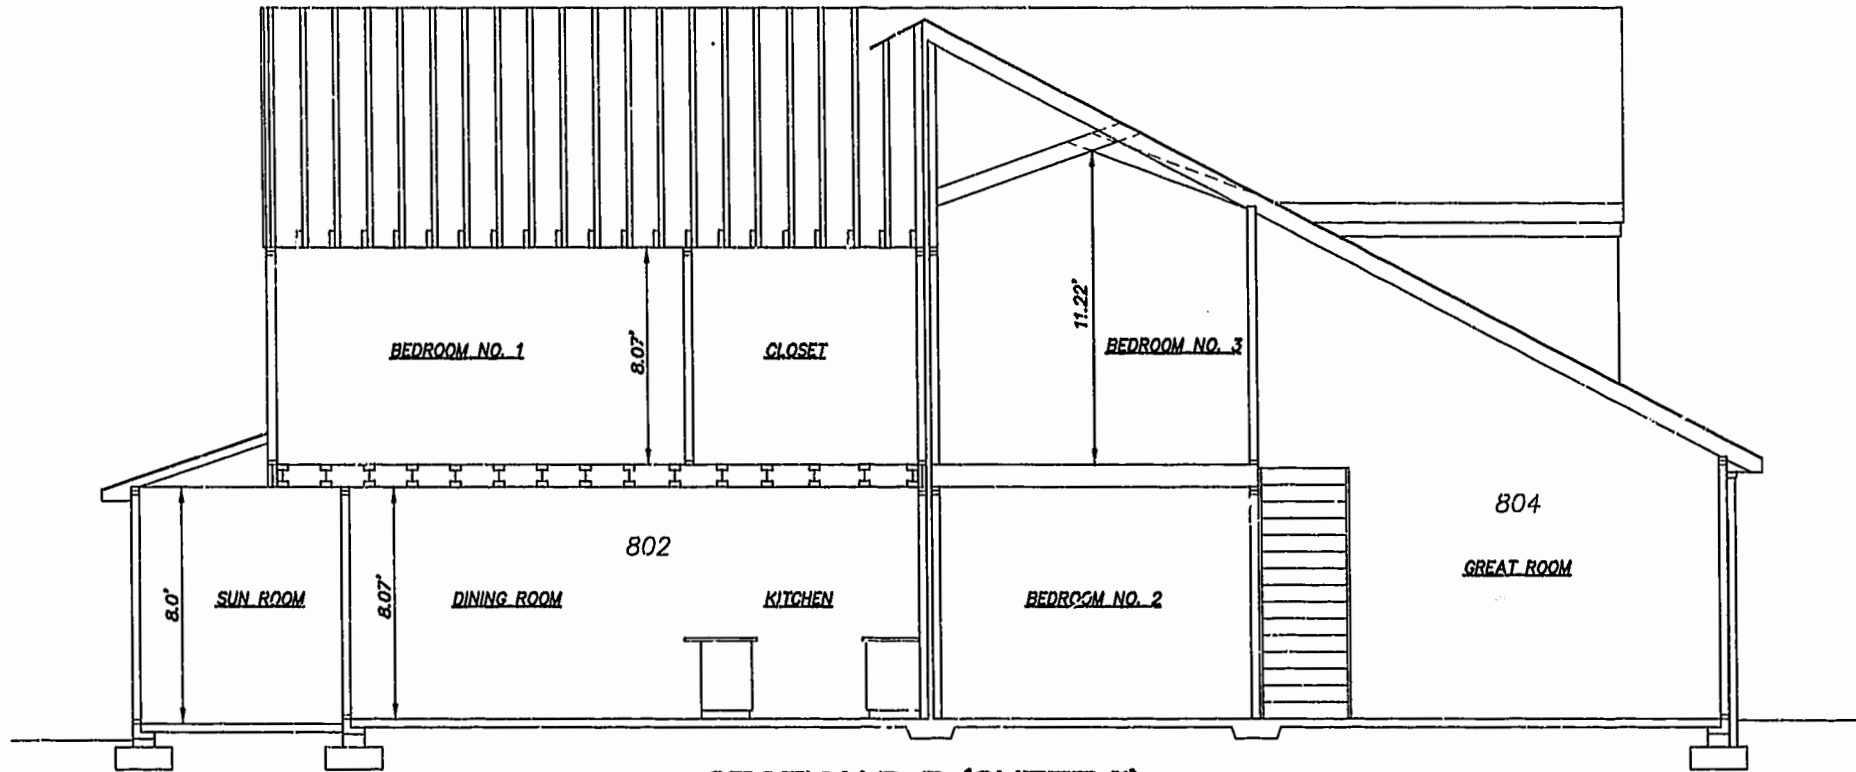 11.22'
BEDROOM NO. 1
8.07'
CLOSET
BEDROOM NO. 3
804
802
GREAT ROOM
8.0'
SUN ROOM
8.07'
DINING ROOM
KITCHEN
BEDROOM NO. 2